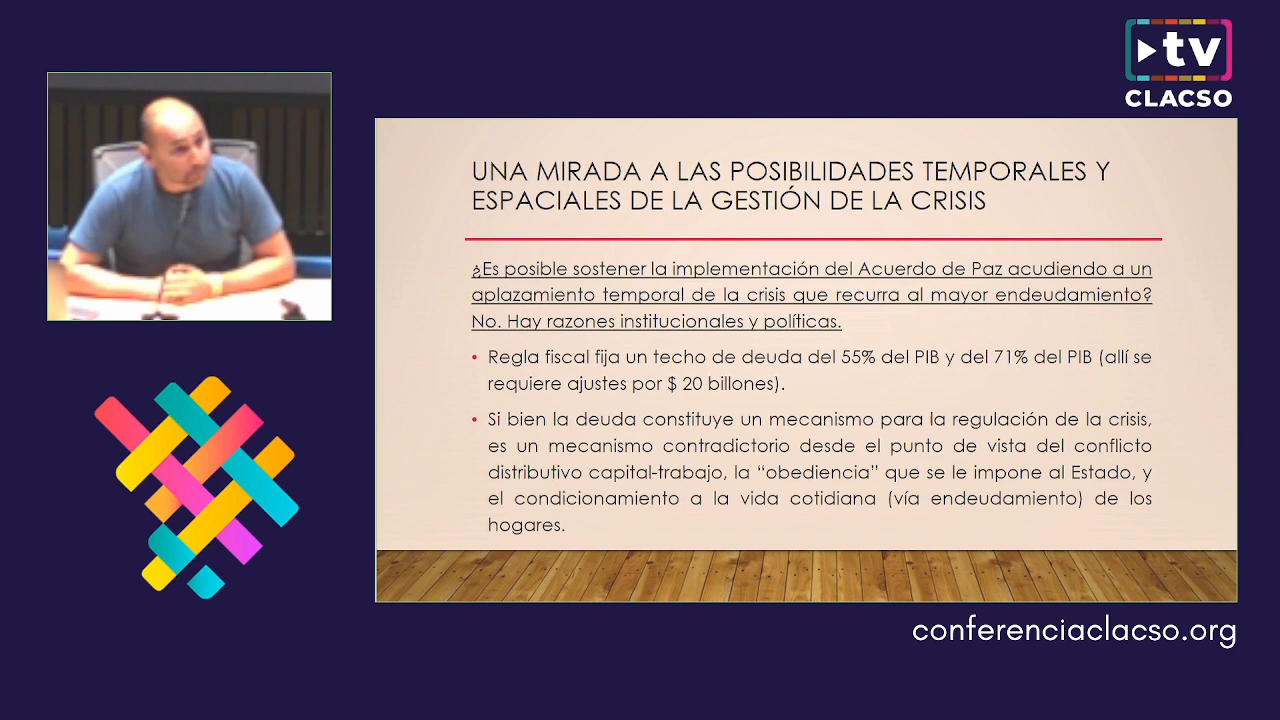 tv
CLACSO
UNA MIRADA A LAS POSIBILIDADES TEMPORALES Y
ESPACIALES DE LA GESTIÓN DE LA CRISIS
¿Es posible sostener la implementación del Acuerdo de Paz acudiendo a un
aplazamiento temporal de la crisis que recurra al mayor endeudamiento?
No. Hay razones institucionales y políticas.
• Regla fiscal fija un techo de deuda del 55% del PIB y del 71% del PIB (allí se
requiere ajustes por $ 20 billones).
• Si bien la deuda constituye un mecanismo para la regulación de la crisis,
es un mecanismo contradictorio desde el punto de vista del conflicto
distributivo capital-trabajo, la “obediencia” que se le impone al Estado, y
el condicionamiento a la vida cotidiana (vía endeudamiento) de los
hogares.
conferenciaclacso.org